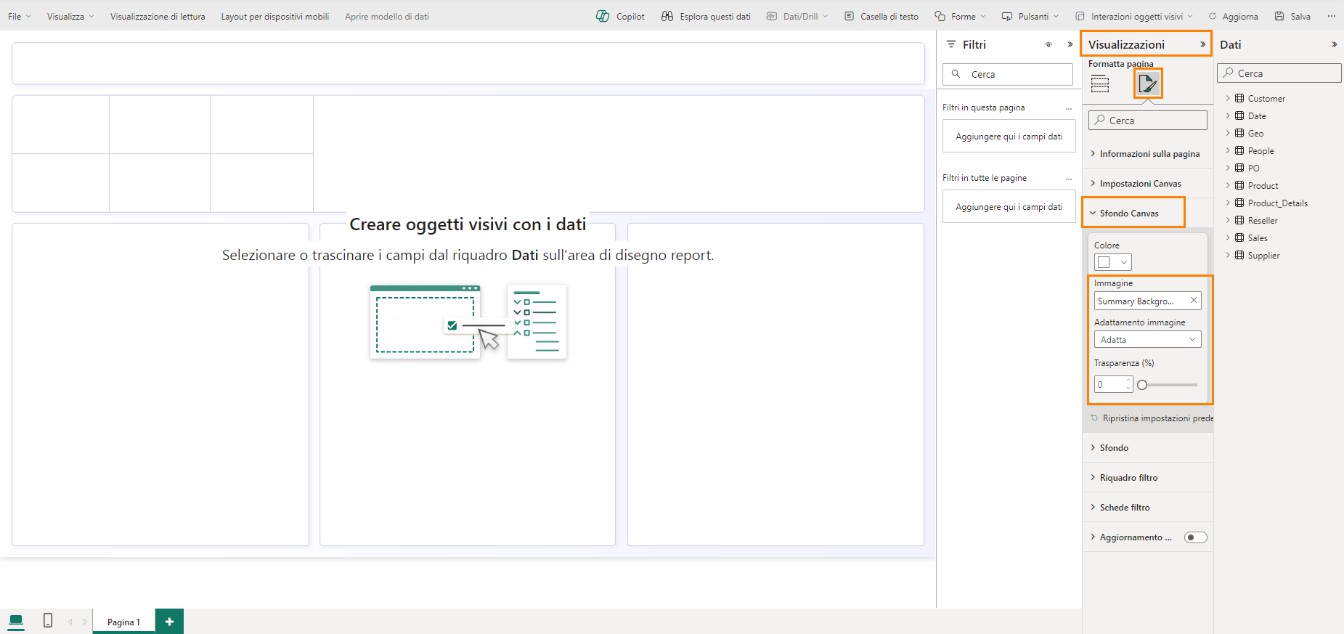 File Visualizza Visualizzazione di lettura Layout per dispositivi mobili Aprire modello di dati Copilot Esplora questi dati Dati/Drill Casella di testo Forme Pulsanti Interazioni oggetti visivi Aggiorna Salva ...
Creare oggetti visivi con i dati
Selezionare o trascinare i campi dal riquadro Dati sull'area di disegno report.
Filtri
Cerca
Filtri in questa pagina ...
Aggiungere qui i campi dati
Filtri in tutte le pagine ...
Aggiungere qui i campi dati
Visualizzazioni
Formatta pagina
Cerca
Informazioni sulla pagina
Impostazioni Canvas
Sfondo Canvas
Colore
Immagine
Summary Backgro...
Adattamento immagine
Adatta
Trasparenza (%)
0
Ripristina impostazioni prede
Sfondo
Riquadro filtro
Schede filtro
Aggiornamento ...
Dati
Cerca
Customer
Date
Geo
People
PO
Product
Product_Details
Reseller
Sales
Supplier
Pagina 1 +